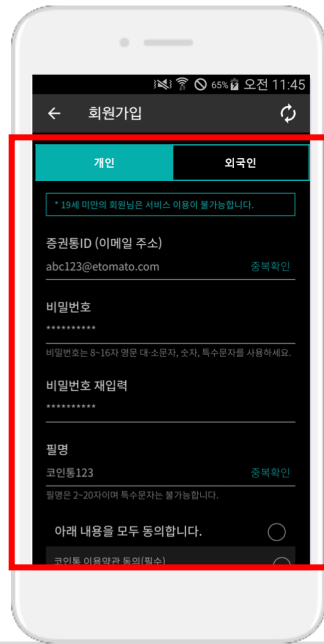 65% 오전 11:45
회원가입
개인 외국인
* 19세 미만의 회원님은 서비스 이용이 불가능합니다.
증권통ID (이메일 주소)
abc123@etomato.com 중복확인
비밀번호
**********
비밀번호는 8~16자 영문 대·소문자, 숫자, 특수문자를 사용하세요.
비밀번호 재입력
**********
필명
코인통123 중복확인
필명은 2~20자이며 특수문자는 불가능합니다.
아래 내용을 모두 동의합니다.
코인통 이용약관 동의(필수)